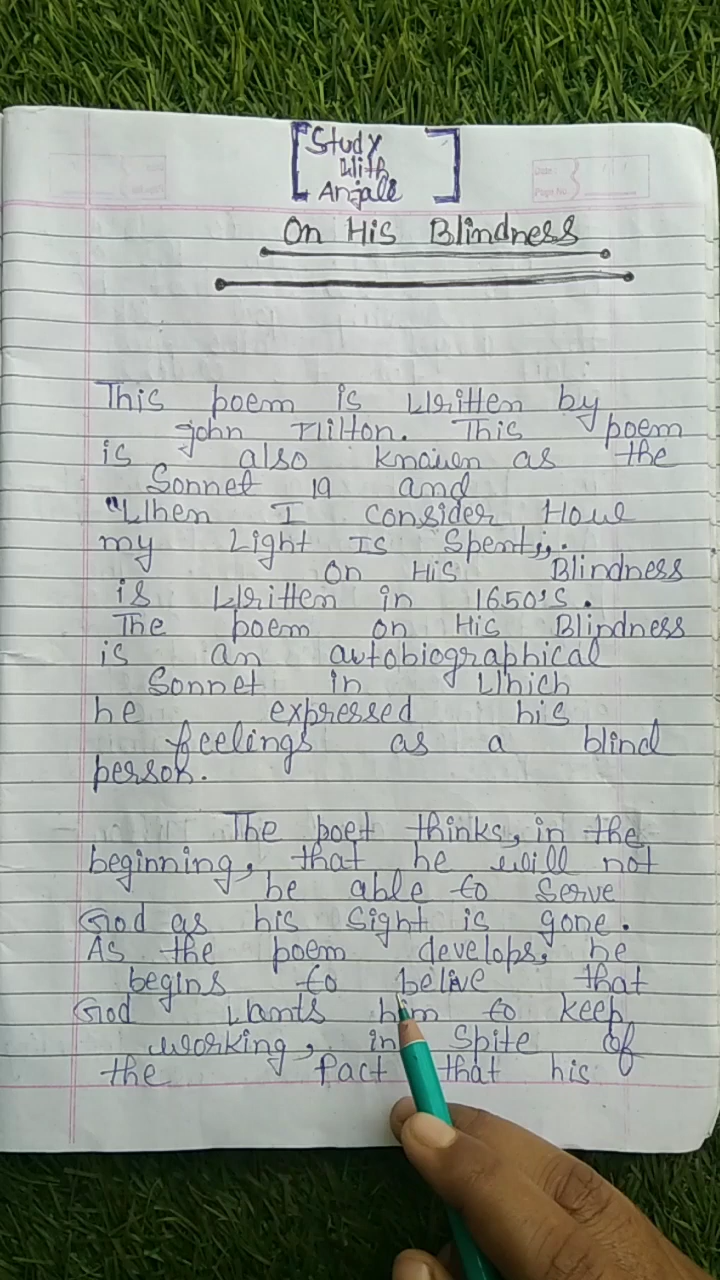 [Study
With
Anjali]
On His Blindness
This poem is Written by
john Milton. This poem
is also known as the
Sonnet 19 and
"When I consider How
my Light Is Spent,,.
On His Blindness
is Written in 1650's.
The poem on His Blindness
is an autobiographical
Sonnet in Which
he expressed his
feelings as a blind
person.
The poet thinks, in the
beginning, that he will not
be able to Serve
God as his Sight is gone.
As the poem develops, he
begins to belive that
God Wants him to keep
working, in Spite of
the Fact that his